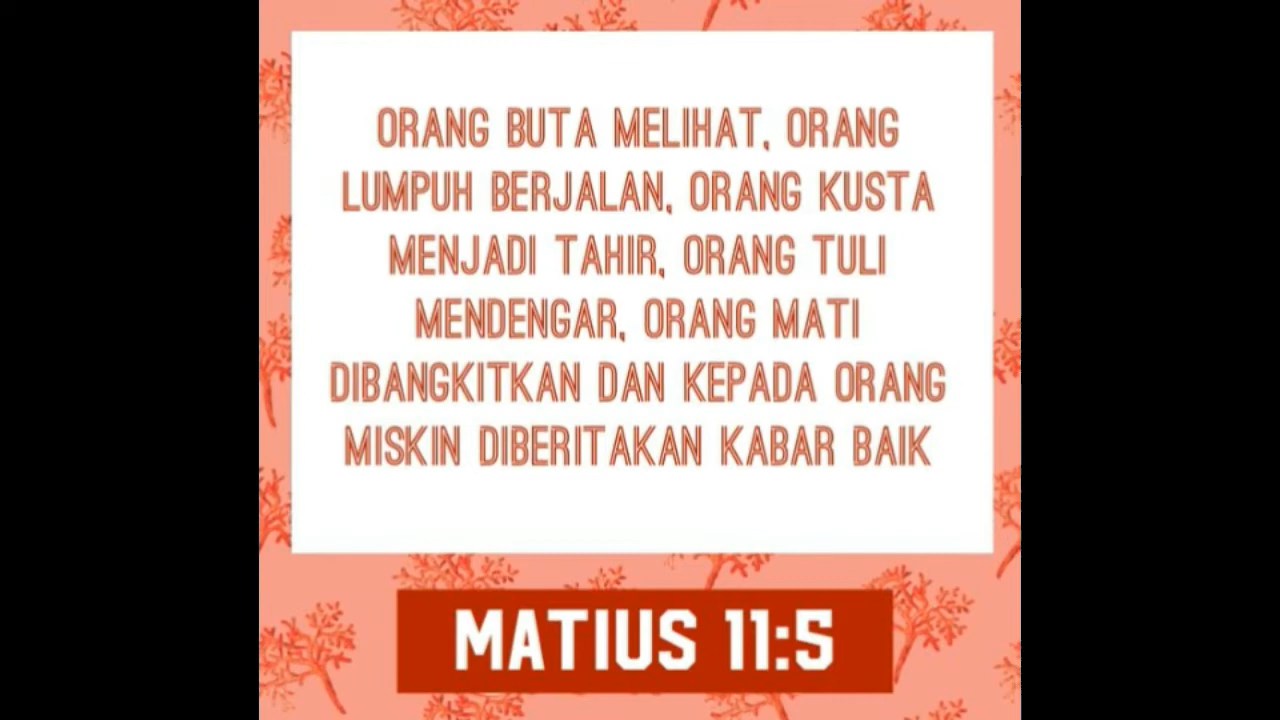 ORANG BUTA MELIHAT, ORANG
LUMPUH BERJALAN, ORANG KUSTA
MENJADI TAHIR, ORANG TULI
MENDENGAR, ORANG MATI
DIBANGKITKAN DAN KEPADA ORANG
MISKIN DIBERITAKAN KABAR BAIK
MATIUS 11:5